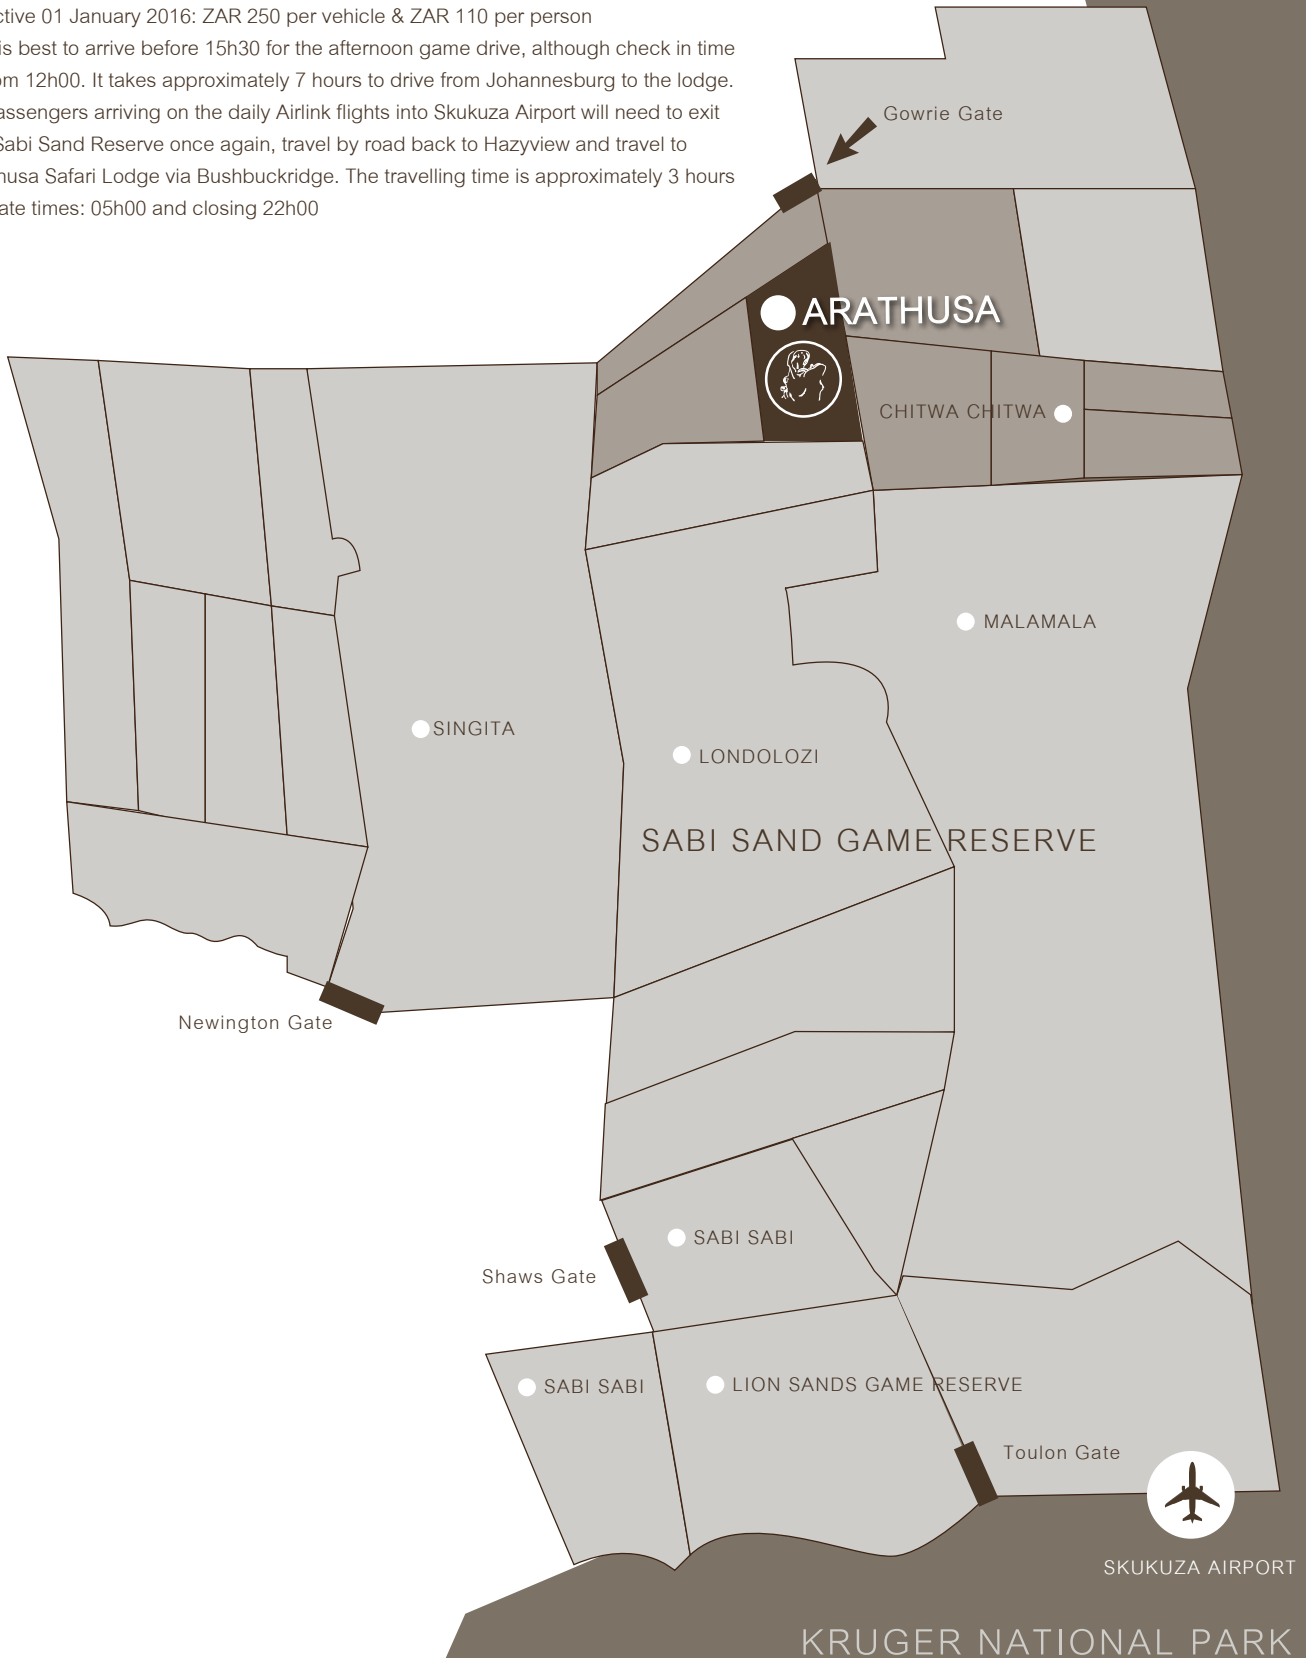 ctive 01 January 2016: ZAR 250 per vehicle & ZAR 110 per person
is best to arrive before 15h30 for the afternoon game drive, although check in time
om 12h00. It takes approximately 7 hours to drive from Johannesburg to the lodge.
assengers arriving on the daily Airlink flights into Skukuza Airport will need to exit
Sabi Sand Reserve once again, travel by road back to Hazyview and travel to
husa Safari Lodge via Bushbuckridge. The travelling time is approximately 3 hours
ate times: 05h00 and closing 22h00
Gowrie Gate
ARATHUSA
CHITWA CHITWA
MALAMALA
SINGITA
LONDOLOZI
SABI SAND GAME RESERVE
Newington Gate
SABI SABI
Shaws Gate
SABI SABI
LION SANDS GAME RESERVE
Toulon Gate
SKUKUZA AIRPORT
KRUGER NATIONAL PARK